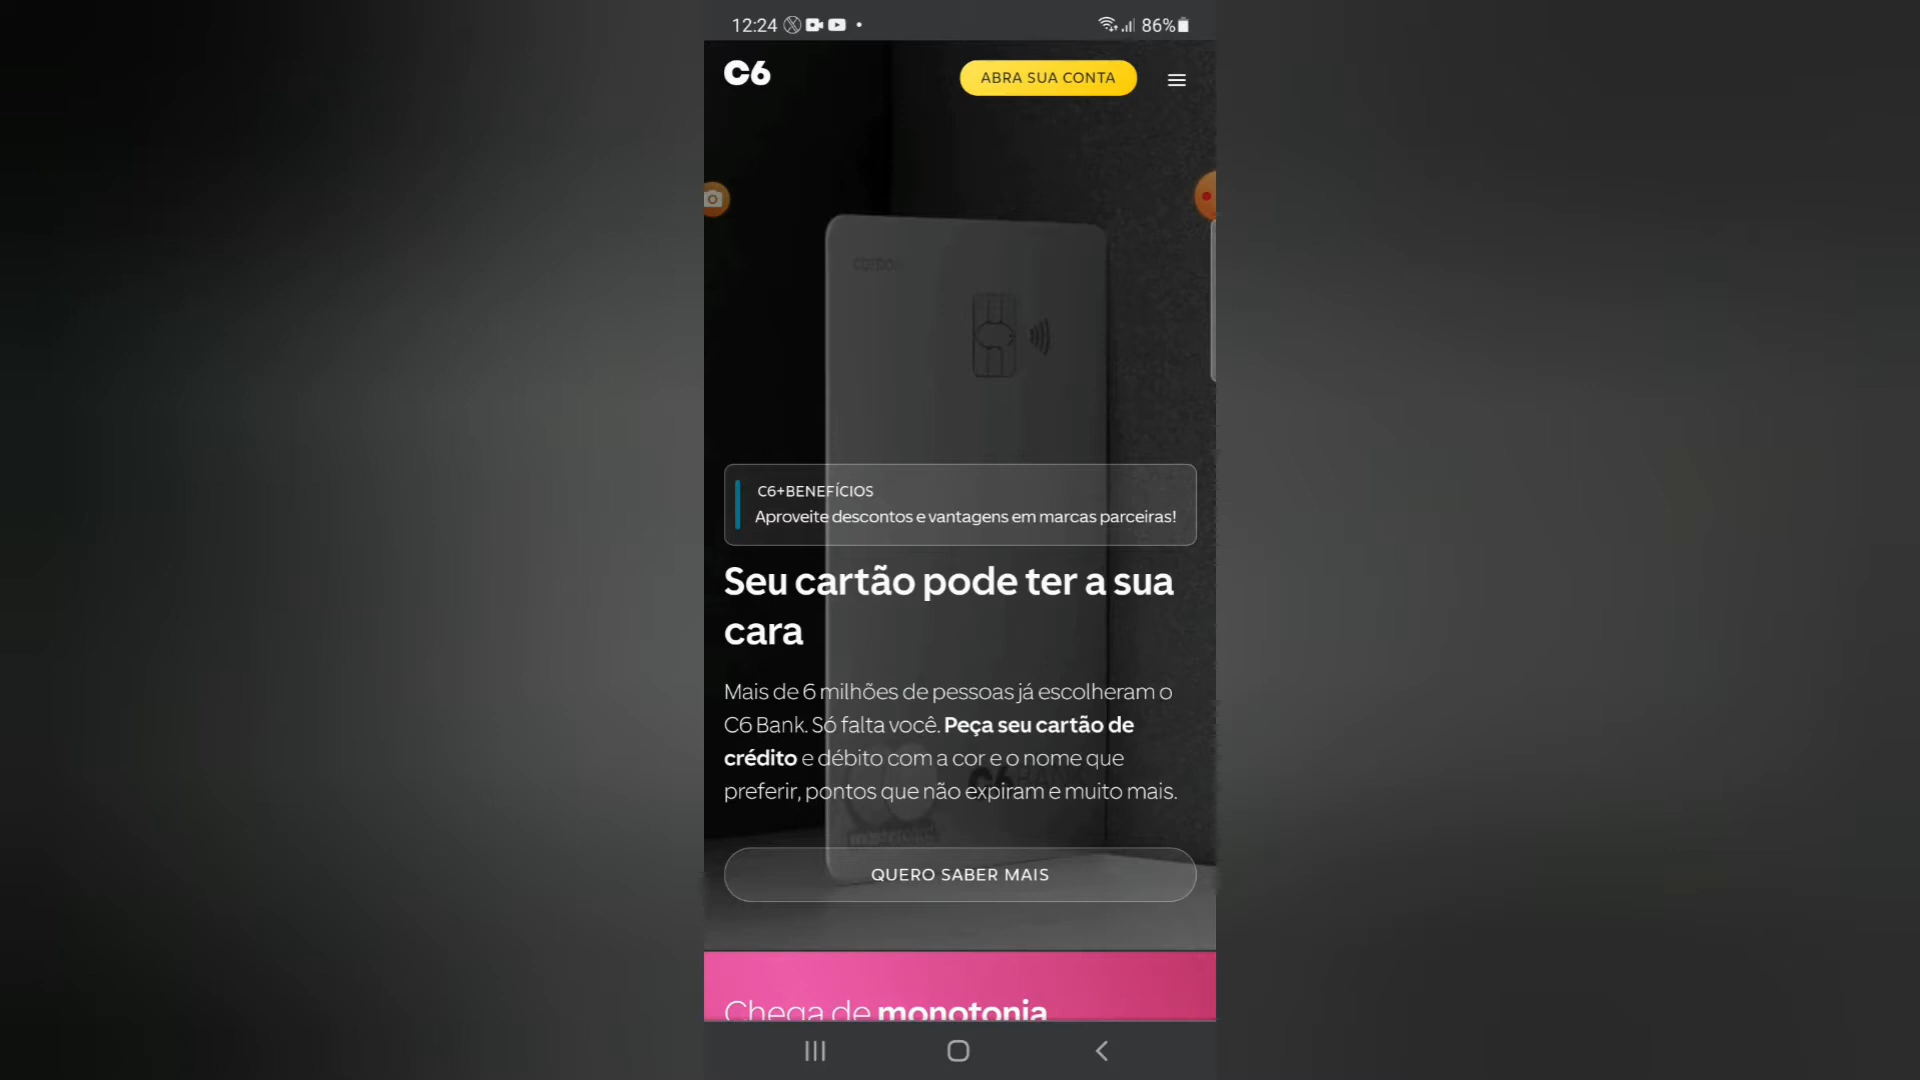 12:24
86%
C6
ABRA SUA CONTA
C6+BENEFÍCIOS
Aproveite descontos e vantagens em marcas parceiras!
Seu cartão pode ter a sua
cara
Mais de 6 milhões de pessoas já escolheram o
C6 Bank. Só falta você. Peça seu cartão de
crédito e débito com a cor e o nome que
preferir, pontos que não expiram e muito mais.
C6 BANK
mastercard
QUERO SABER MAIS
Chega de monotonia